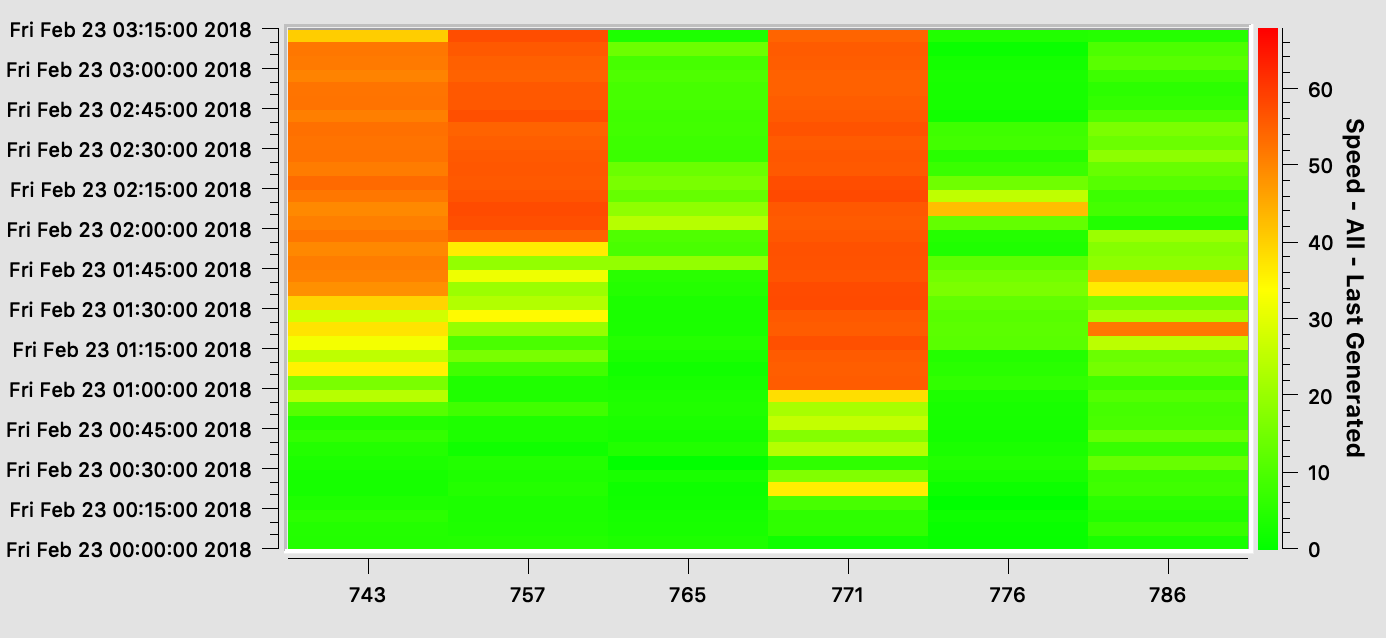 Fri Feb 23 03:15:00 2018
Fri Feb 23 03:00:00 2018
Fri Feb 23 02:45:00 2018
Fri Feb 23 02:30:00 2018
Fri Feb 23 02:15:00 2018
Fri Feb 23 02:00:00 2018
Fri Feb 23 01:45:00 2018
Fri Feb 23 01:30:00 2018
Fri Feb 23 01:15:00 2018
Fri Feb 23 01:00:00 2018
Fri Feb 23 00:45:00 2018
Fri Feb 23 00:30:00 2018
Fri Feb 23 00:15:00 2018
Fri Feb 23 00:00:00 2018
743 757 765 771 776 786
60
50
40
30
20
10
0
Speed - All - Last Generated